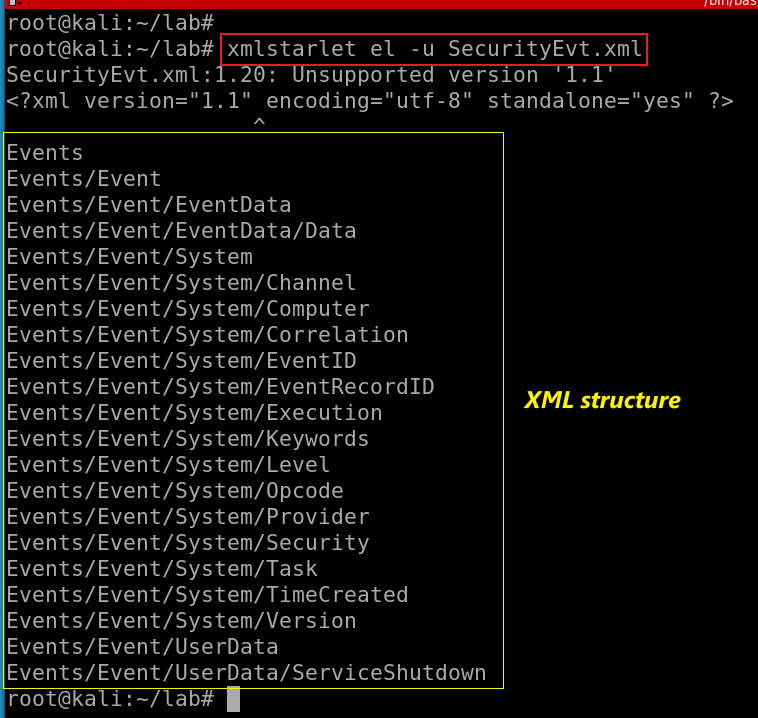 /bin/bas
root@kali:~/lab#
root@kali:~/lab# xmlstarlet el -u SecurityEvt.xml
SecurityEvt.xml:1.20: Unsupported version '1.1'
<?xml version="1.1" encoding="utf-8" standalone="yes" ?>
^
Events
Events/Event
Events/Event/EventData
Events/Event/EventData/Data
Events/Event/System
Events/Event/System/Channel
Events/Event/System/Computer
Events/Event/System/Correlation
Events/Event/System/EventID
Events/Event/System/EventRecordID
Events/Event/System/Execution
Events/Event/System/Keywords
Events/Event/System/Level
Events/Event/System/Opcode
Events/Event/System/Provider
Events/Event/System/Security
Events/Event/System/Task
Events/Event/System/TimeCreated
Events/Event/System/Version
Events/Event/UserData
Events/Event/UserData/ServiceShutdown
root@kali:~/lab#
XML structure